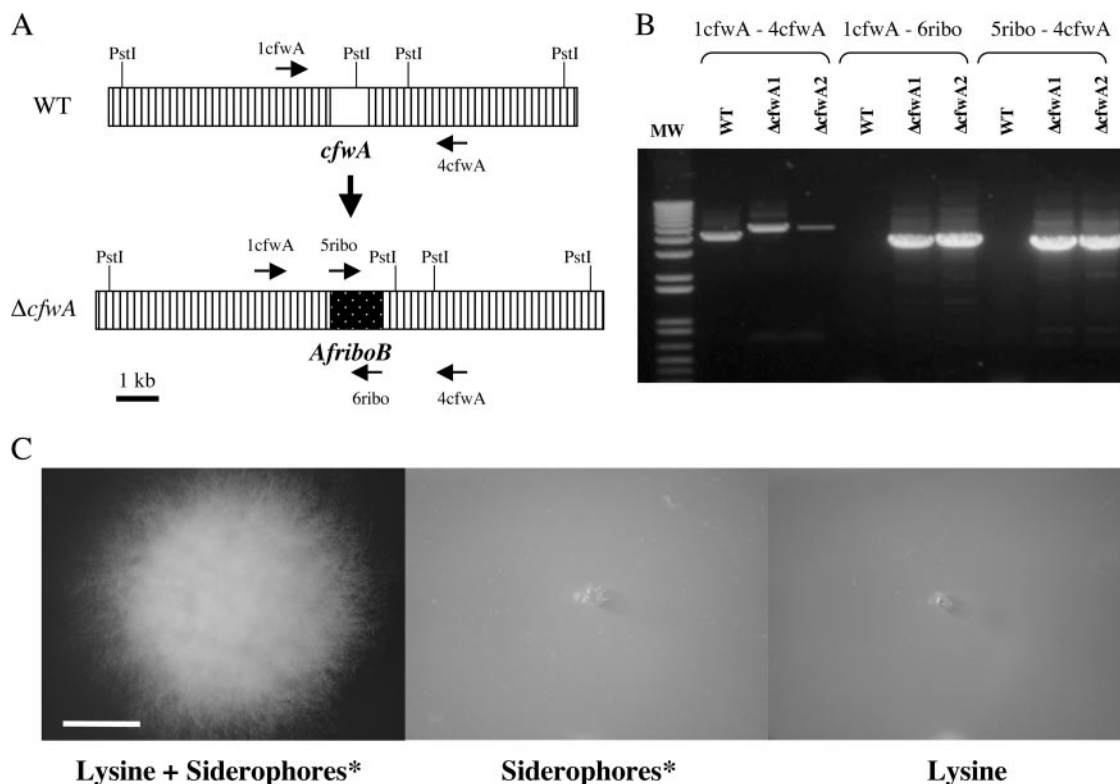 A
PstI 1cfwA PstI PstI PstI
WT
cfwA
4cfwA
PstI 1cfwA 5ribo PstI PstI PstI
ΔcfwA
AfriboB
1 kb
6ribo 4cfwA
B
1cfwA - 4cfwA 1cfwA - 6ribo 5ribo - 4cfwA
MW WT ΔcfwA1 ΔcfwA2 WT ΔcfwA1 ΔcfwA2 WT ΔcfwA1 ΔcfwA2
C
Lysine + Siderophores* Siderophores* Lysine